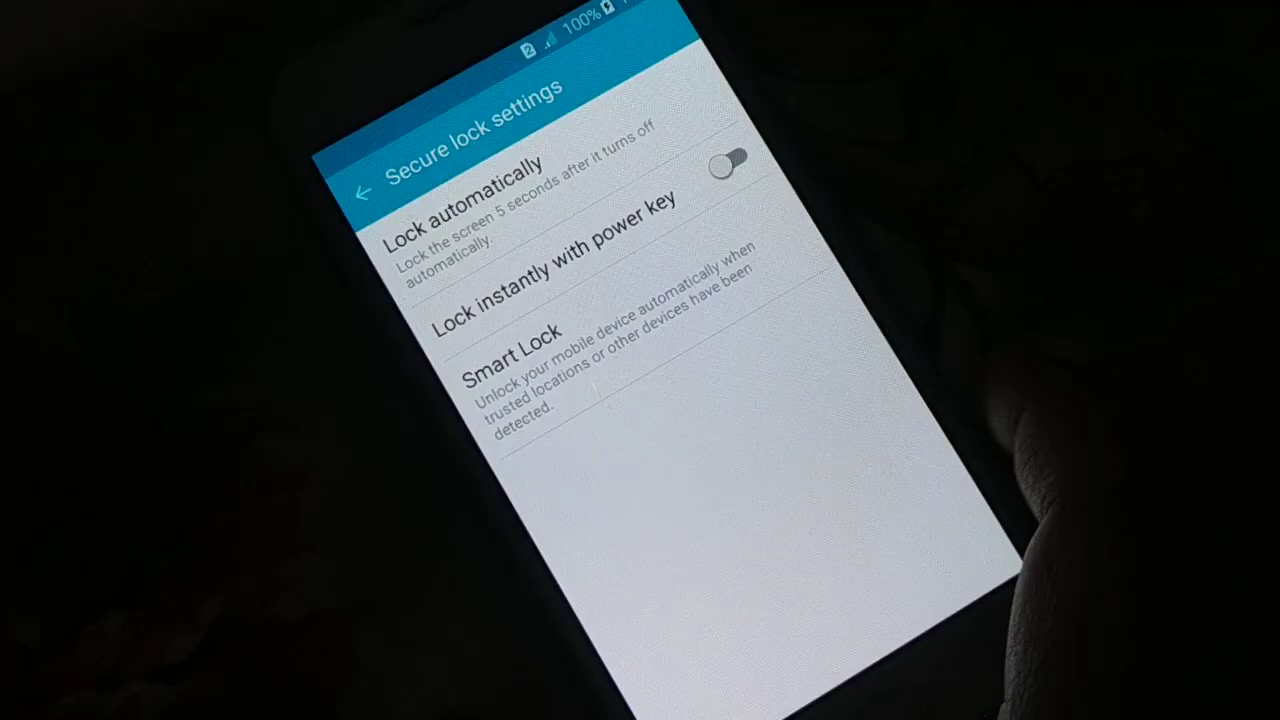 2 100%
Secure lock settings
Lock automatically
Lock the screen 5 seconds after it turns off
automatically.
Lock instantly with power key
Smart Lock
Unlock your mobile device automatically when
trusted locations or other devices have been
detected.